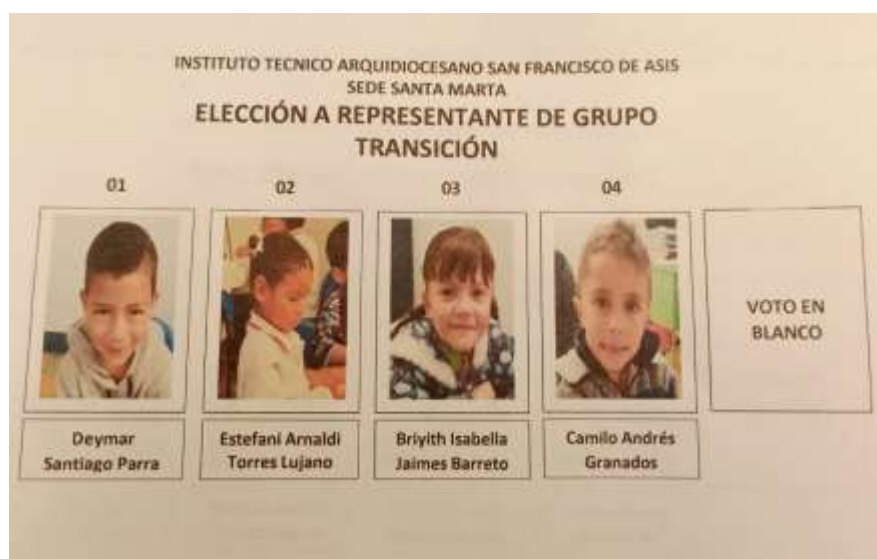 INSTITUTO TECNICO ARQUIDIOCESANO SAN FRANCISCO DE ASIS
SEDE SANTA MARTA
ELECCIÓN A REPRESENTANTE DE GRUPO
TRANSICIÓN
01
02
03
04
VOTO EN
BLANCO
Deymar
Santiago Parra
Estefani Arnaldi
Torres Lujano
Briyith Isabella
Jaimes Barreto
Camilo Andrés
Granados